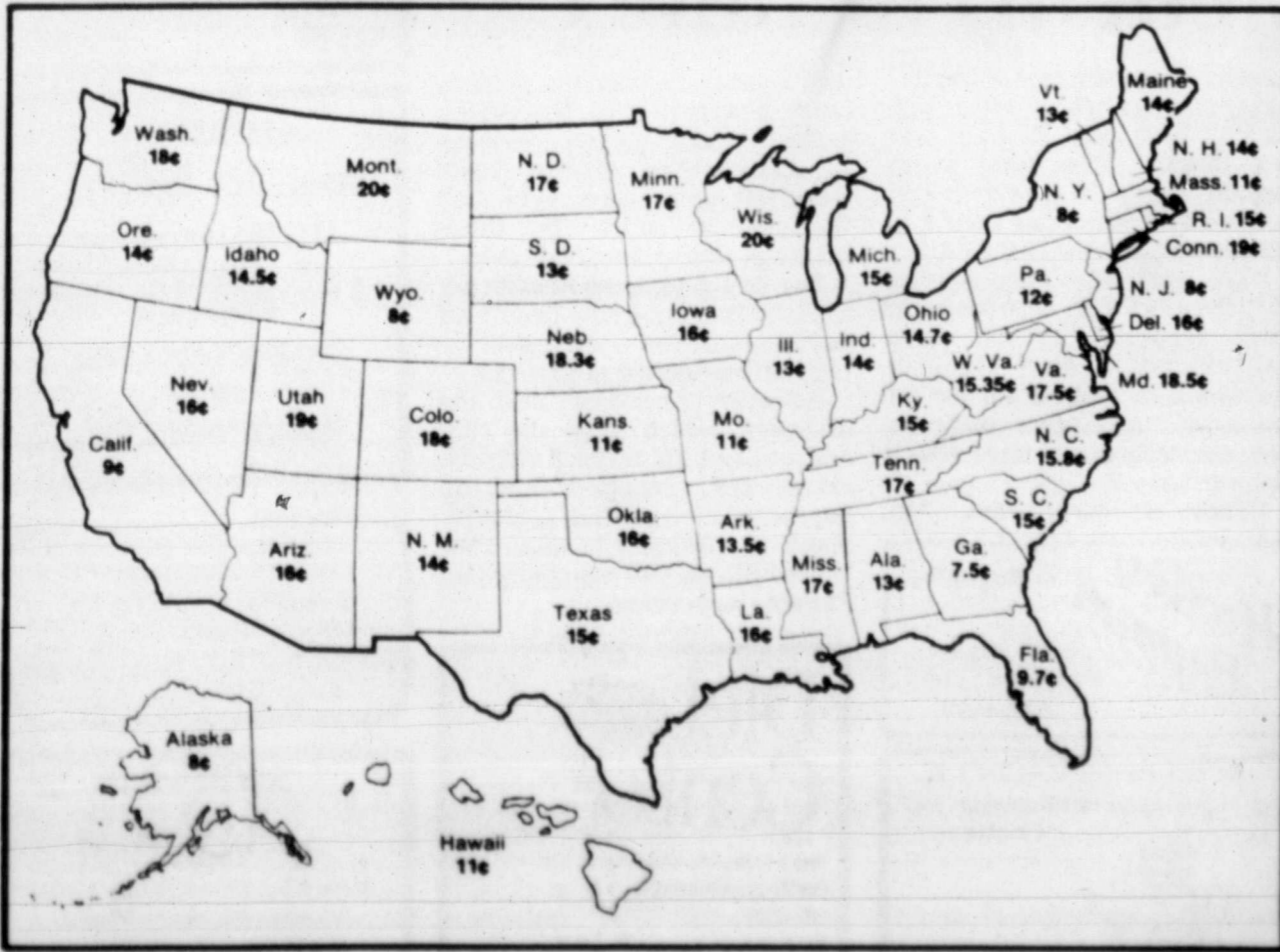 Wash.
18¢
Mont.
20¢
N. D.
17¢
Minn.
17¢
Vt.
13¢
Maine
14¢
N. H. 14¢
Mass. 11¢
R. I. 15¢
Conn. 19¢
N. Y.
8¢
Ore.
14¢
Idaho
14.5¢
Wyo.
8¢
S. D.
13¢
Wis.
20¢
Mich.
15¢
Pa.
12¢
N. J. 8¢
Del. 16¢
Md. 18.5¢
Iowa
16¢
Neb.
18.3¢
Ill.
13¢
Ind.
14¢
Ohio
14.7¢
W. Va.
15.35¢
Va.
17.5¢
Nev.
16¢
Utah
19¢
Colo.
18¢
Kans.
11¢
Mo.
11¢
Ky.
15¢
N. C.
15.8¢
Calif.
9¢
Tenn.
17¢
S. C.
15¢
Ariz.
16¢
N. M.
14¢
Okla.
16¢
Ark.
13.5¢
Miss.
17¢
Ala.
13¢
Ga.
7.5¢
Texas
15¢
La.
16¢
Fla.
9.7¢
Alaska
8¢
Hawaii
11¢